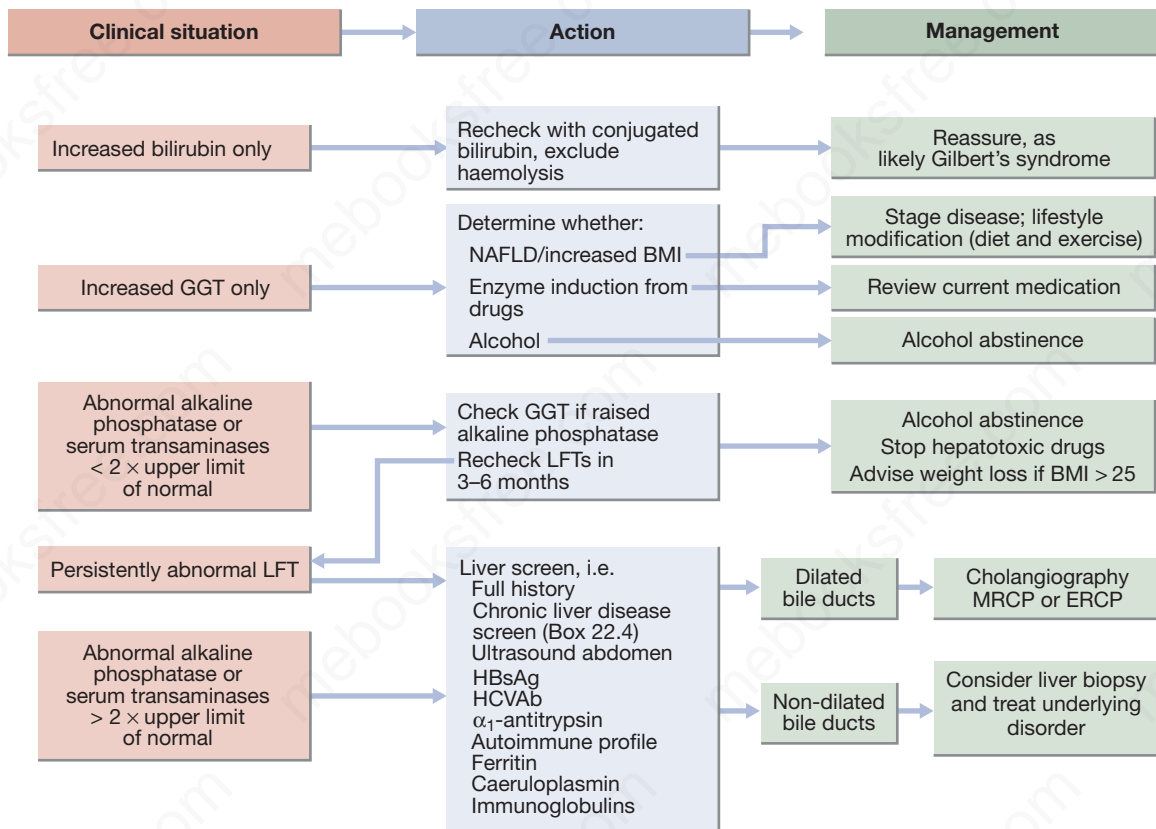 Clinical situation
Action
Management
Increased bilirubin only
Recheck with conjugated
bilirubin, exclude
haemolysis
Reassure, as
likely Gilbert's syndrome
Increased GGT only
Determine whether:
NAFLD/increased BMI
Enzyme induction from
drugs
Alcohol
Stage disease; lifestyle
modification (diet and exercise)
Review current medication
Alcohol abstinence
Abnormal alkaline
phosphatase or
serum transaminases
< 2 × upper limit
of normal
Check GGT if raised
alkaline phosphatase
Recheck LFTs in
3–6 months
Alcohol abstinence
Stop hepatotoxic drugs
Advise weight loss if BMI > 25
Persistently abnormal LFT
Abnormal alkaline
phosphatase or
serum transaminases
> 2 × upper limit
of normal
Liver screen, i.e.
Full history
Chronic liver disease
screen (Box 22.4)
Ultrasound abdomen
HBsAg
HCVAb
α₁-antitrypsin
Autoimmune profile
Ferritin
Caeruloplasmin
Immunoglobulins
Dilated
bile ducts
Cholangiography
MRCP or ERCP
Non-dilated
bile ducts
Consider liver biopsy
and treat underlying
disorder
mebooksfree.com